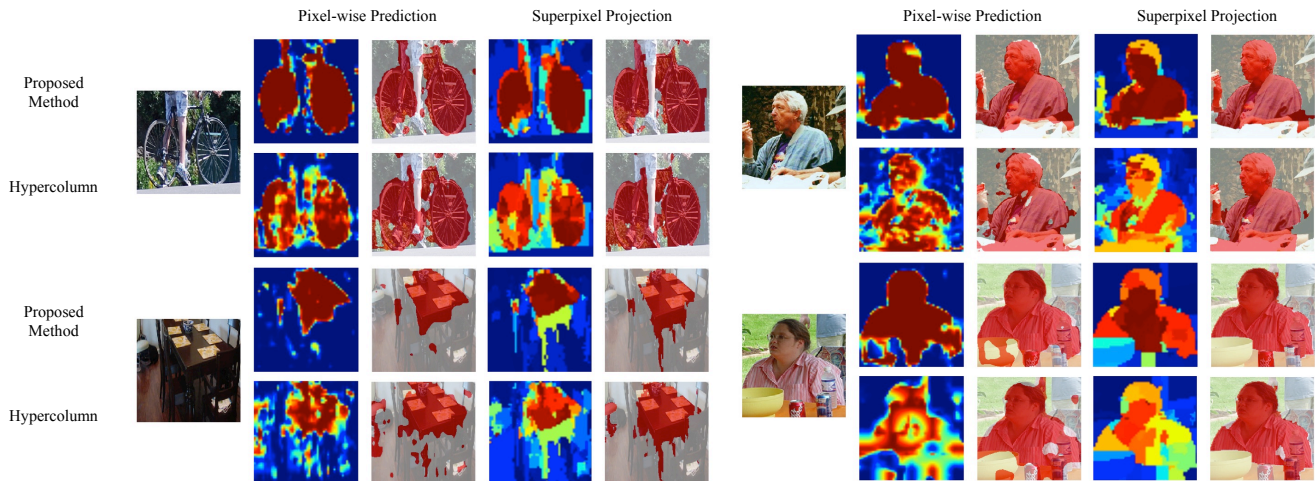 Pixel-wise Prediction
Superpixel Projection
Pixel-wise Prediction
Superpixel Projection
Proposed
Method
Hypercolumn
Proposed
Method
Hypercolumn